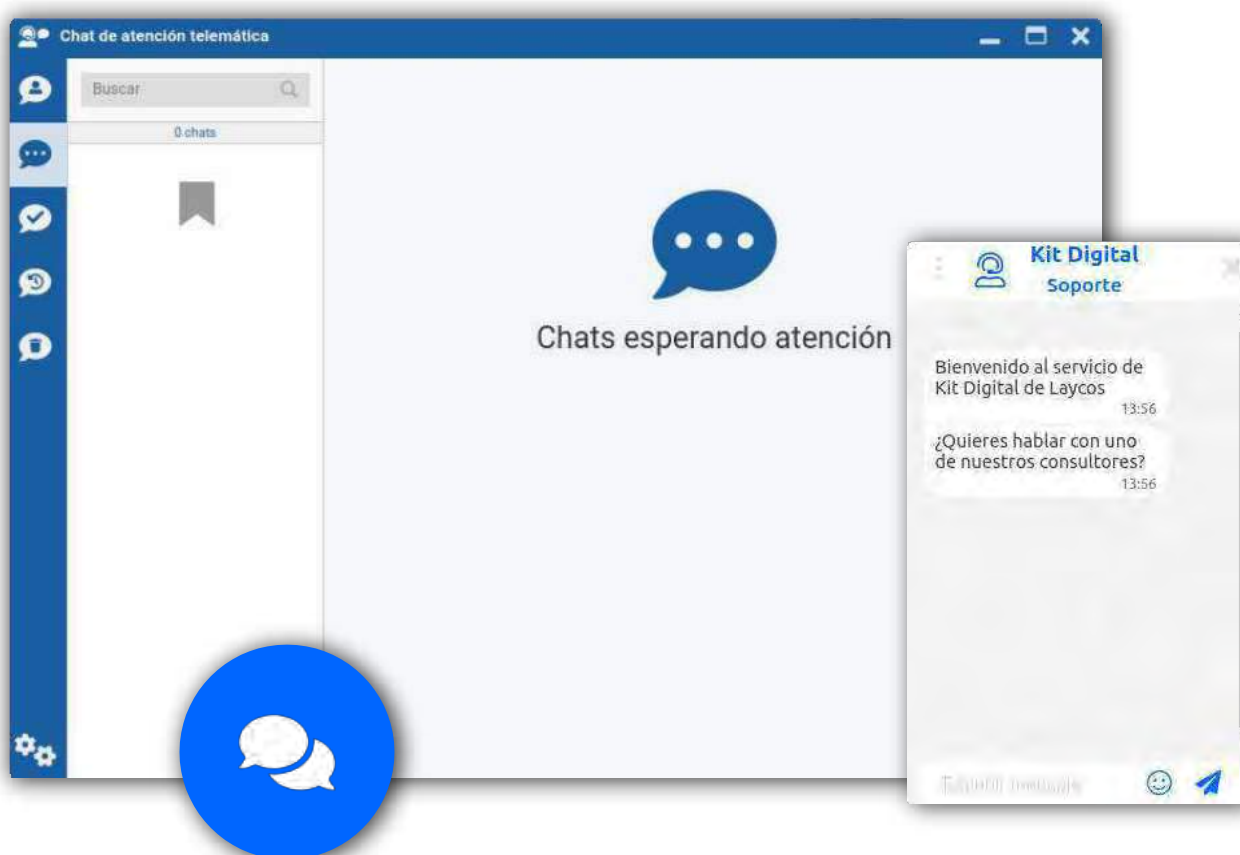 Chat de atención telemática
Buscar
0 chats
Chats esperando atención
Kit Digital
Soporte
Bienvenido al servicio de
Kit Digital de Laycos
13:56
¿Quieres hablar con uno
de nuestros consultores?
13:56